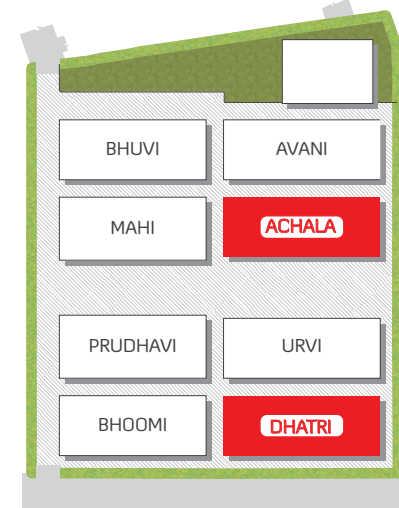 BHUVI
AVANI
MAHI
ACHALA
PRUDHAVI
URVI
BHOOMI
DHATRI